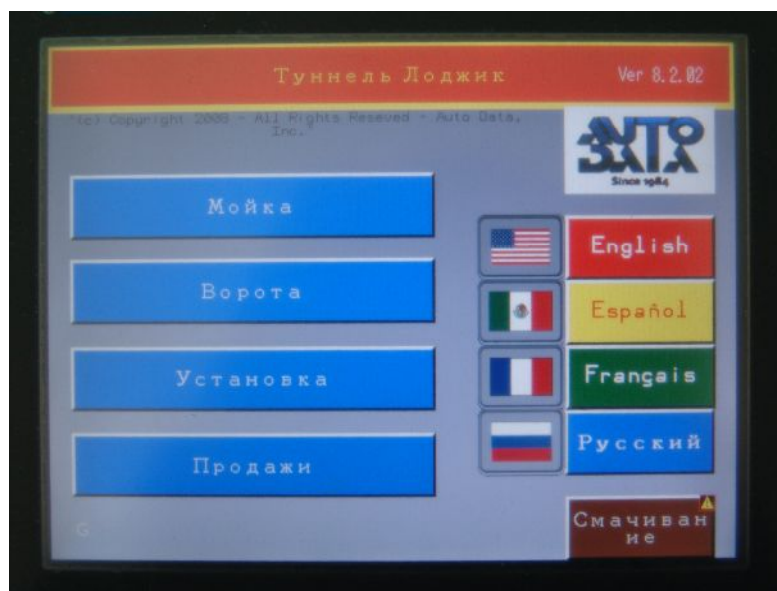 Туннель Лоджик
Ver 8.2.02
"(c) Copyright 2008 - All Rights Reseved - Auto Data,
Inc."
AUTO
DATA
Since 1984
Мойка
English
Ворота
Español
Установка
Français
Русский
Продажи
Смачиван
ие
G